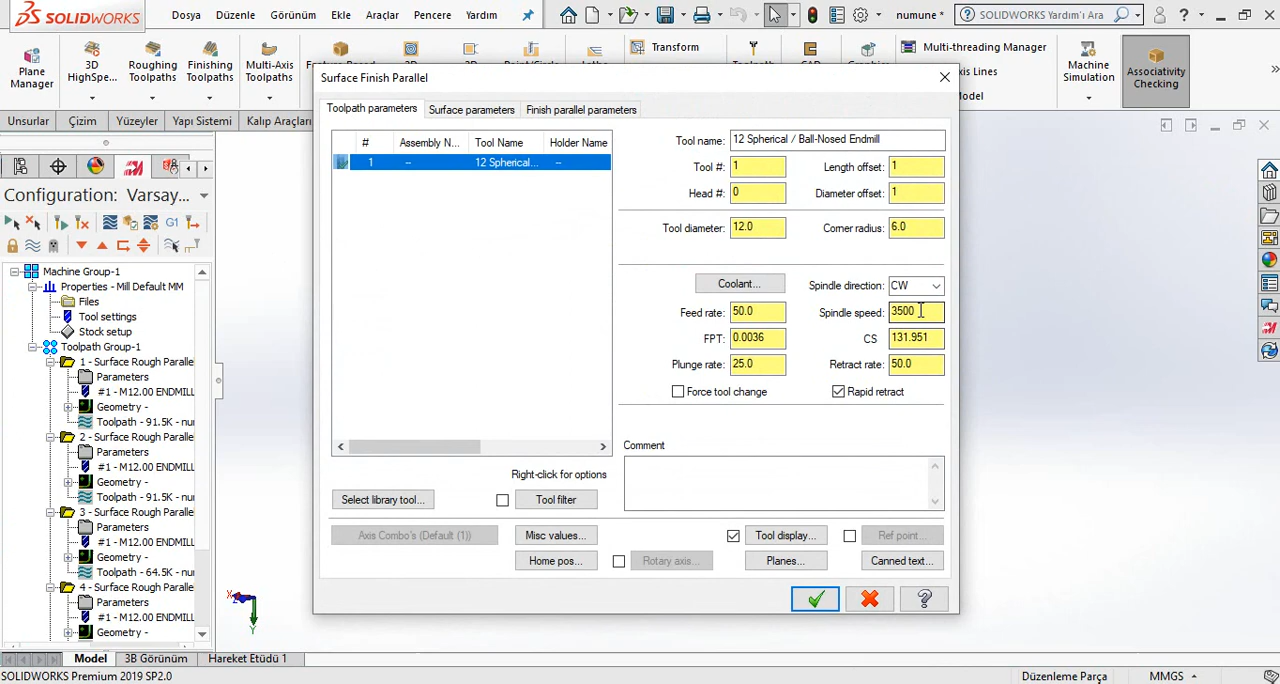 SOLIDWORKS
Dosya
Düzenle
Görünüm
Ekle
Araçlar
Pencere
Yardım
numune
SOLIDWORKS Yardım'ı Ara
Plane
Manager
3D
HighSpe...
Roughing
Toolpaths
Finishing
Toolpaths
Multi-Axis
Toolpaths
Transform
Multi-threading Manager
xis Lines
Model
Machine
Simulation
Associativity
Checking
Unsurlar
Çizim
Yüzeyler
Yapı Sistemi
Kalıp Araçları
Configuration: Varsay...
G1
Machine Group-1
Properties - Mill Default MM
Files
Tool settings
Stock setup
Toolpath Group-1
1 - Surface Rough Paralle
Parameters
#1 - M12.00 ENDMILL
Geometry -
Toolpath - 91.5K - nu
2 - Surface Rough Paralle
Parameters
#1 - M12.00 ENDMILL
Geometry -
Toolpath - 91.5K - nu
3 - Surface Rough Paralle
Parameters
#1 - M12.00 ENDMILL
Geometry -
Toolpath - 64.5K - nu
4 - Surface Rough Paralle
Parameters
#1 - M12.00 ENDMILL
Geometry -
Surface Finish Parallel
Toolpath parameters
Surface parameters
Finish parallel parameters
# Assembly N... Tool Name Holder Name
1 -- 12 Spherical... --
Tool name: 12 Spherical / Ball-Nosed Endmill
Tool #: 1 Length offset: 1
Head #: 0 Diameter offset: 1
Tool diameter: 12.0 Corner radius: 6.0
Coolant... Spindle direction: CW
Feed rate: 50.0 Spindle speed: 3500
FPT: 0.0036 CS 131.951
Plunge rate: 25.0 Retract rate: 50.0
Force tool change Rapid retract
Comment
Right-click for options
Select library tool... Tool filter
Axis Combo's (Default (1)) Misc values... Tool display... Ref point...
Home pos... Rotary axis... Planes... Canned text...
Model
3B Görünüm
Hareket Etüdü 1
SOLIDWORKS Premium 2019 SP2.0
Düzenleme Parça
MMGS